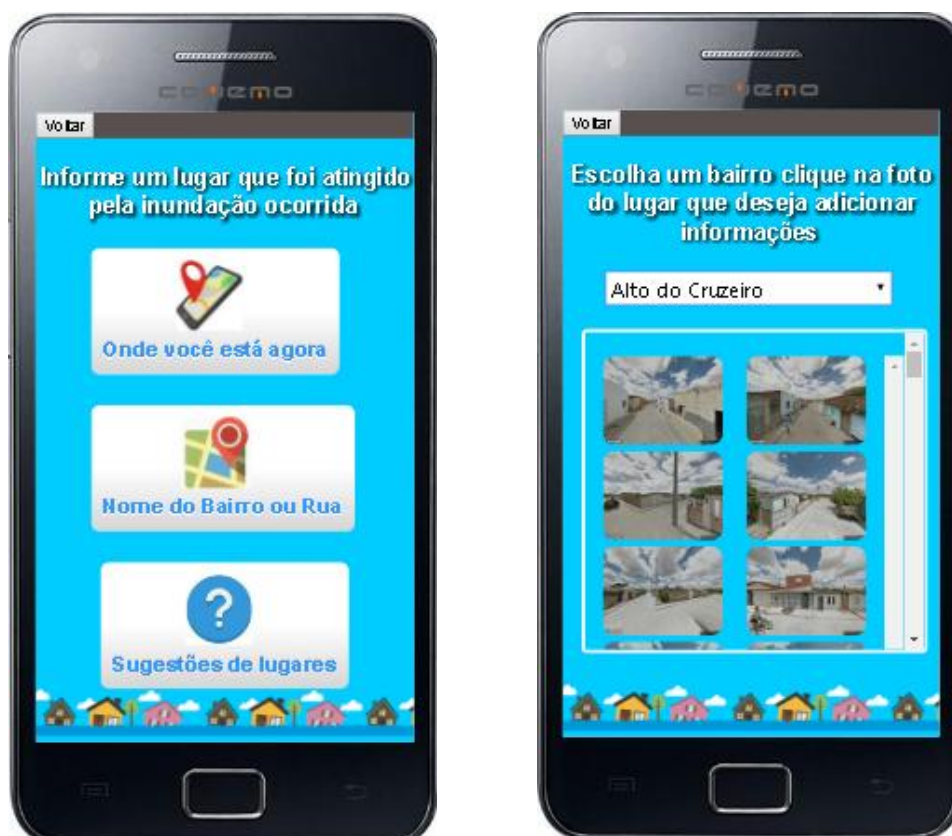 Voltar
Informe um lugar que foi atingido
pela inundação ocorrida
Onde você está agora
Nome do Bairro ou Rua
?
Sugestões de lugares
Voltar
Escolha um bairro clique na foto
do lugar que deseja adicionar
informações
Alto do Cruzeiro